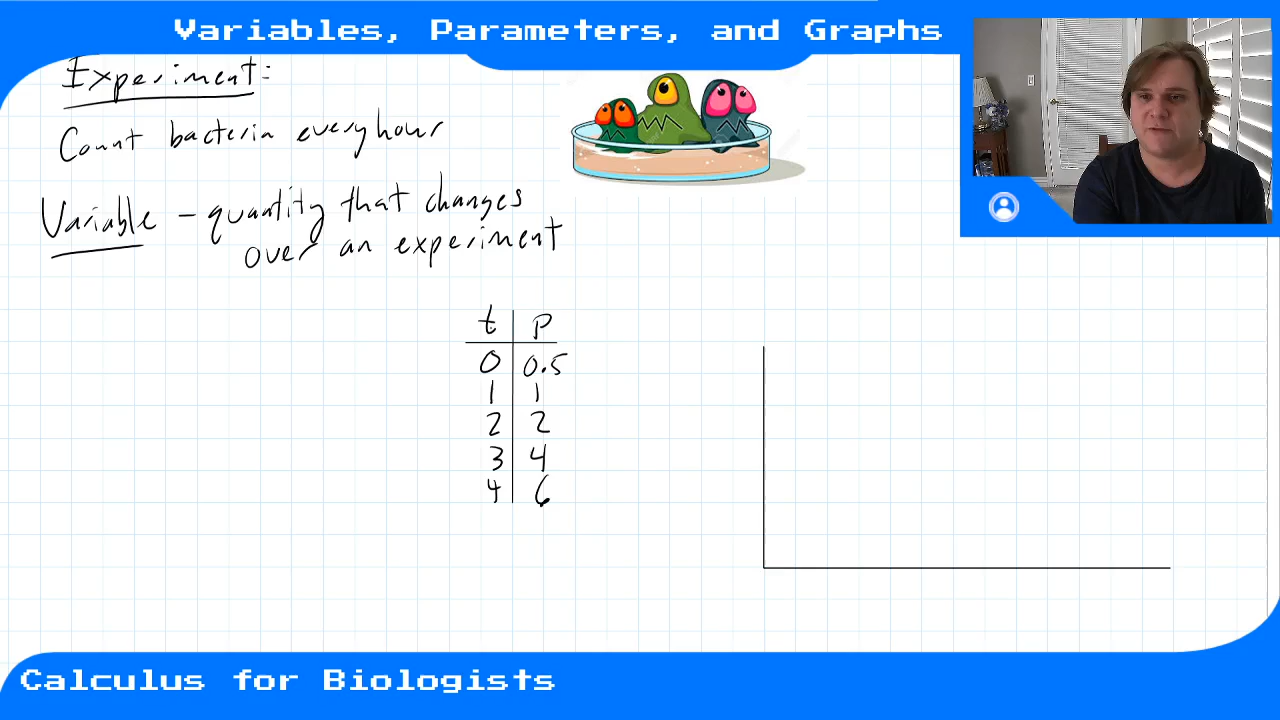 Variables, Parameters, and Graphs
Experiment:
Count bacteria every hour
Variable - quantity that changes
over an experiment
t P
0 0.5
1 1
2 2
3 4
4 6
Calculus for Biologists